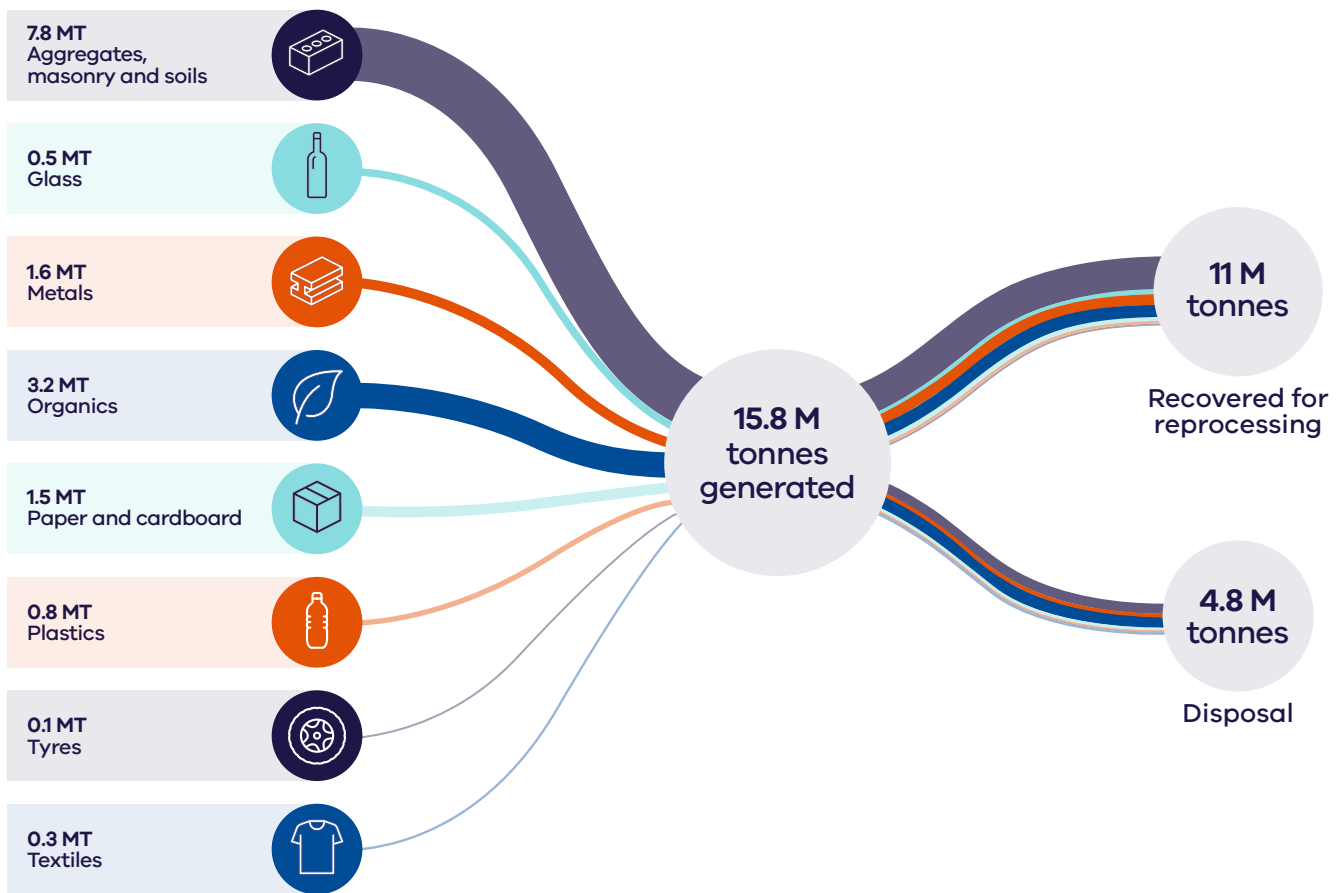 7.8 MT
Aggregates,
masonry and soils
0.5 MT
Glass
1.6 MT
Metals
3.2 MT
Organics
1.5 MT
Paper and cardboard
0.8 MT
Plastics
0.1 MT
Tyres
0.3 MT
Textiles
15.8 M
tonnes
generated
11 M
tonnes
Recovered for
reprocessing
4.8 M
tonnes
Disposal